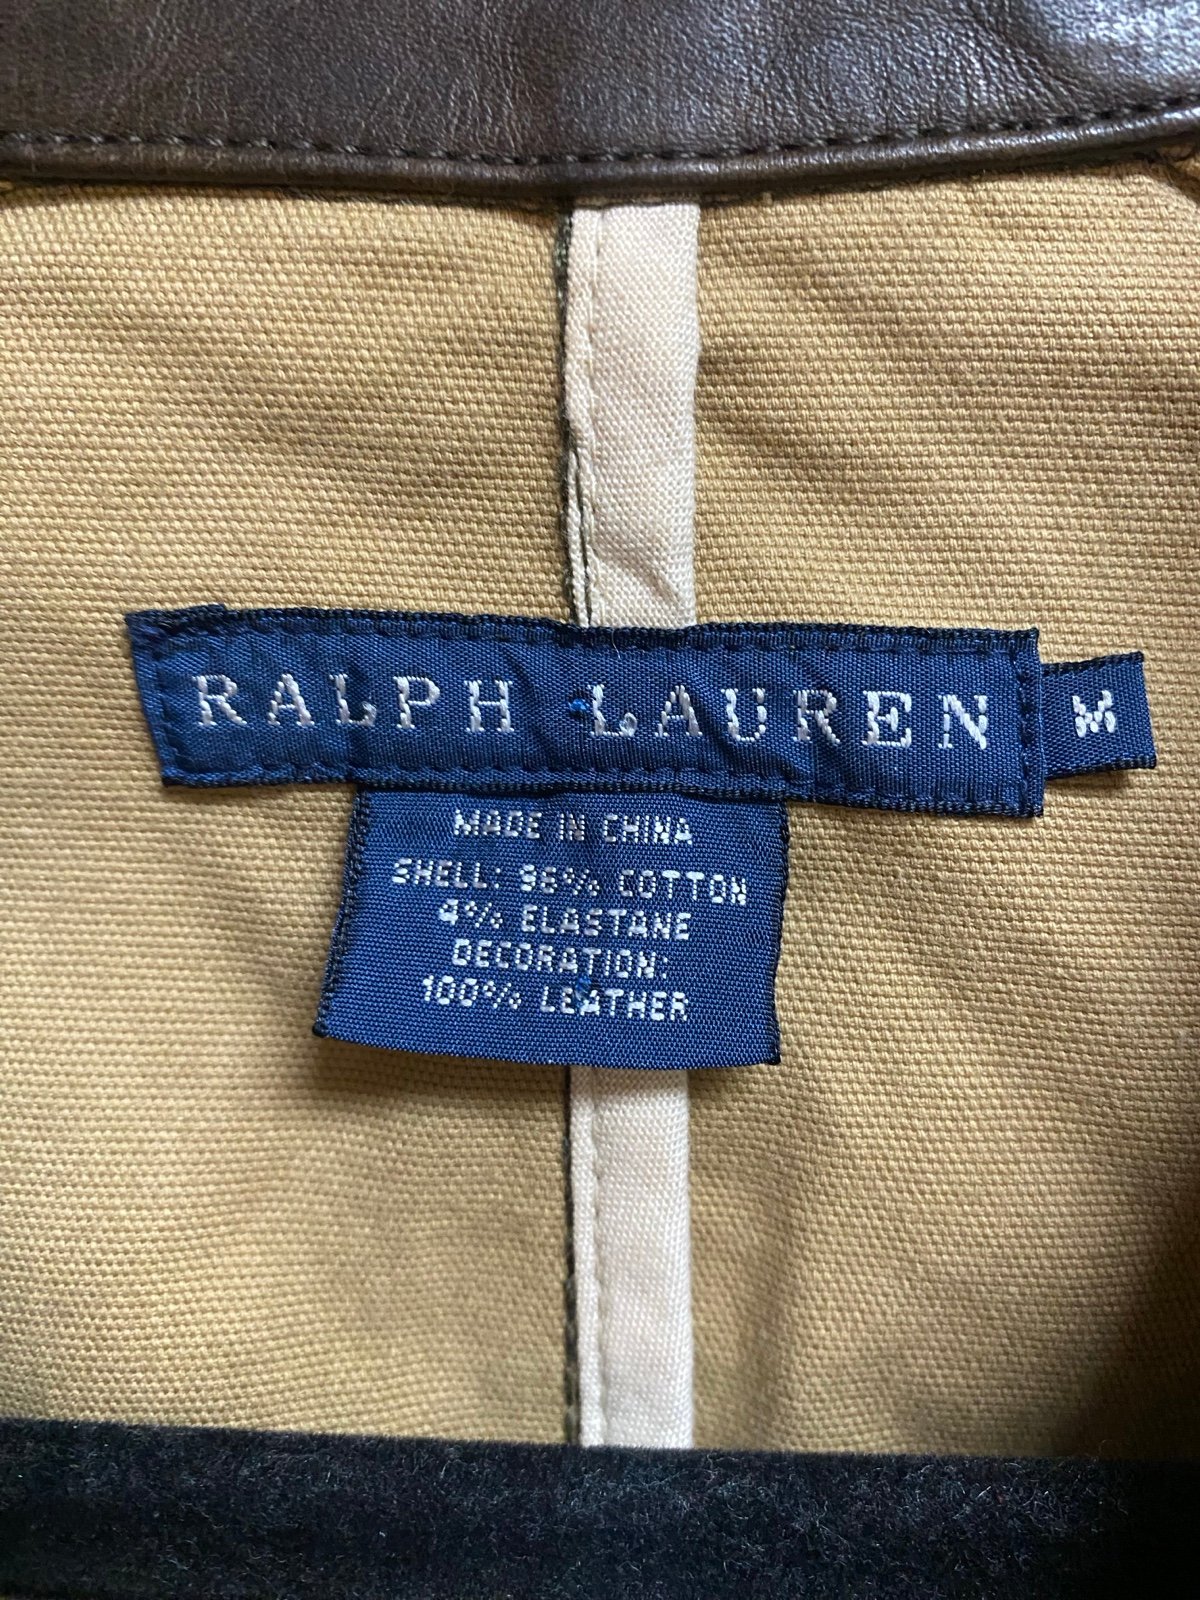 RALPH LAUREN
M
MADE IN CHINA
SHELL: 96% COTTON
4% ELASTANE
DECORATION:
100% LEATHER